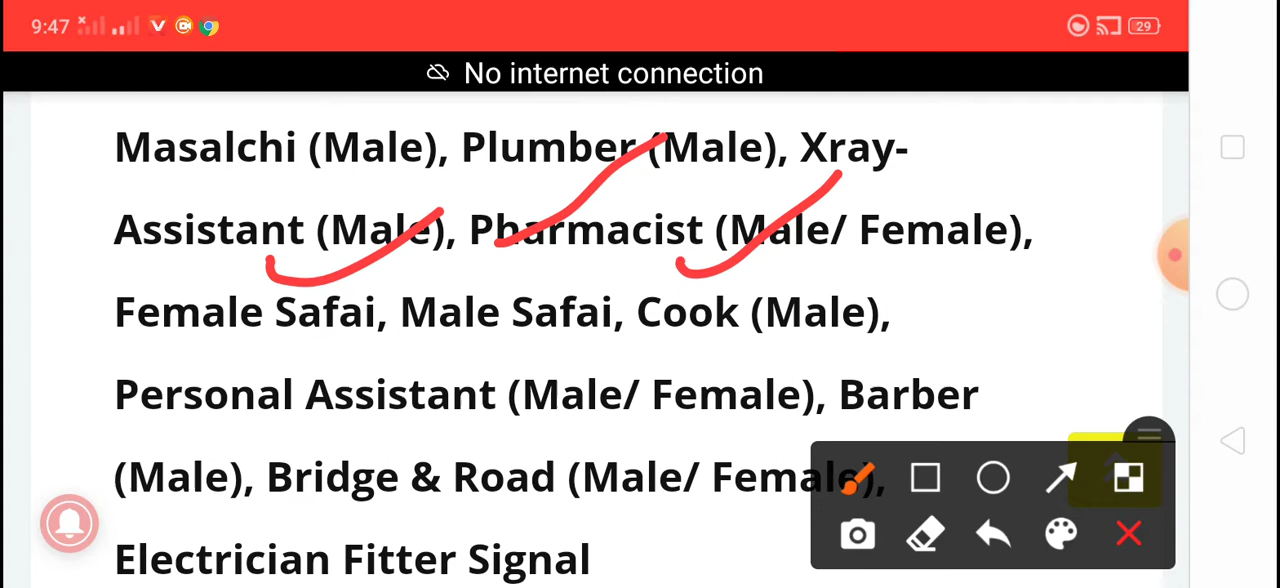 9:47
29
No internet connection
Masalchi (Male), Plumber (Male), Xray-
Assistant (Male), Pharmacist (Male/ Female),
Female Safai, Male Safai, Cook (Male),
Personal Assistant (Male/ Female), Barber
(Male), Bridge & Road (Male/ Female),
Electrician Fitter Signal